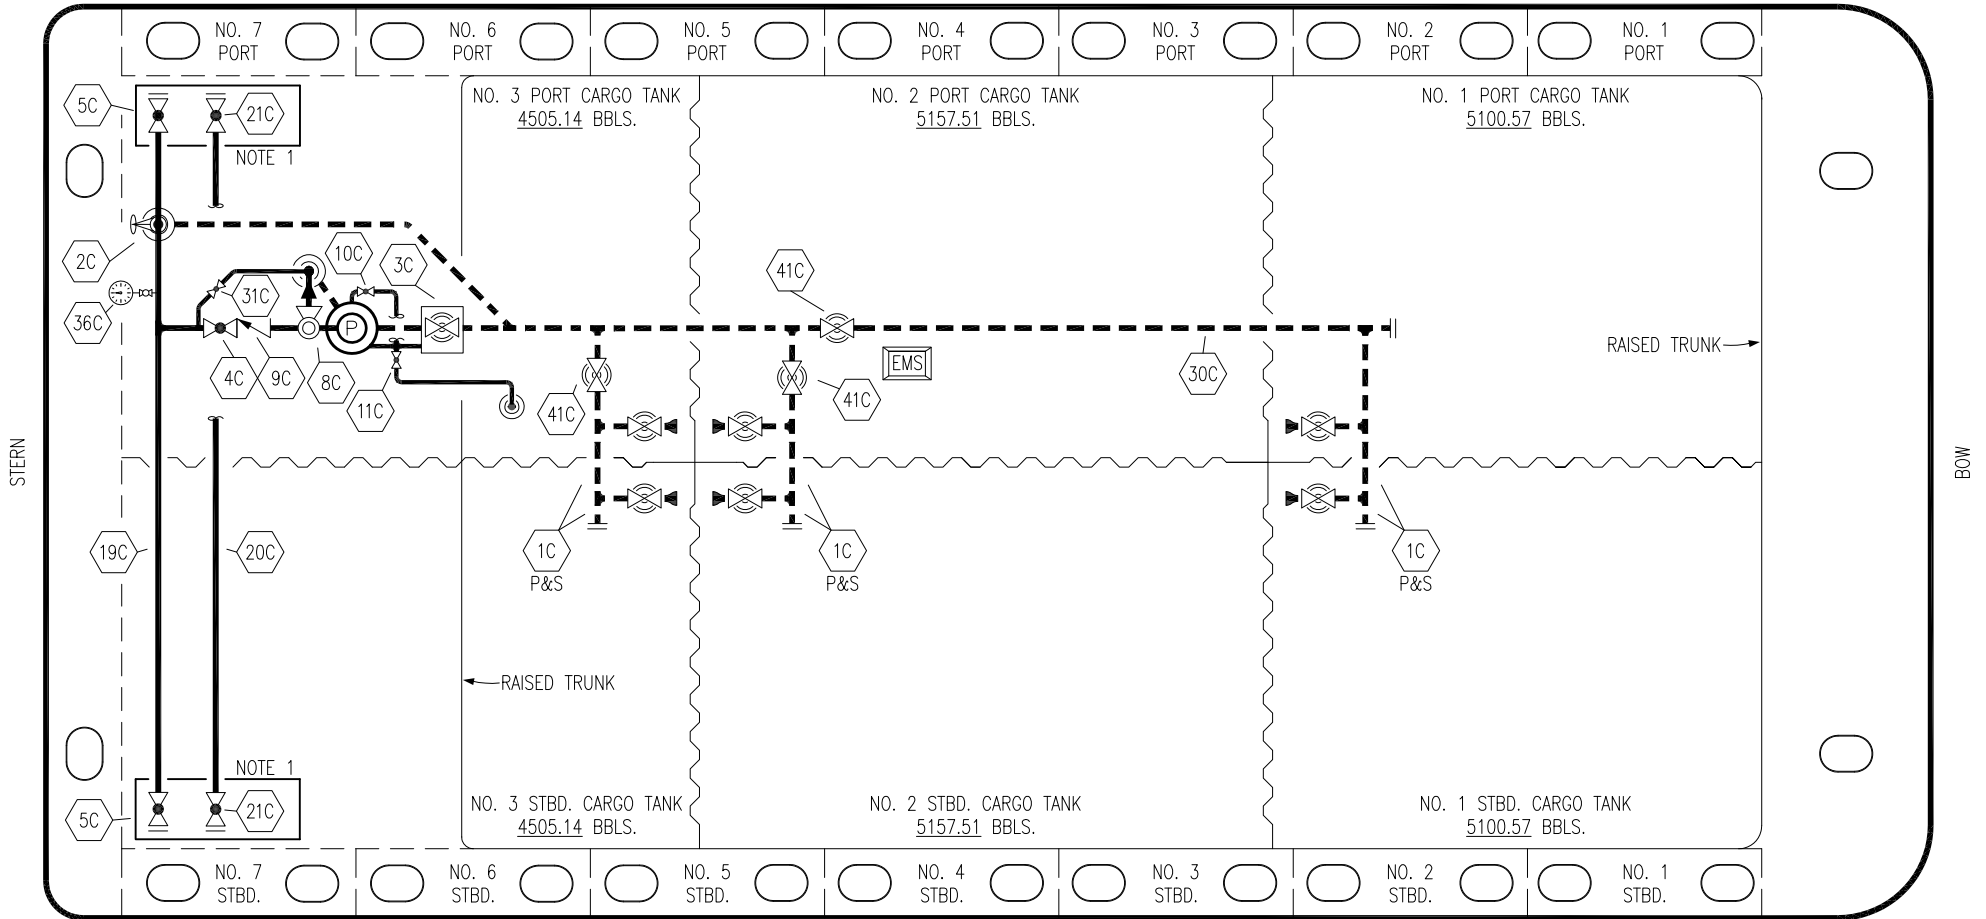 NO. 7
PORT
NO. 6
PORT
NO. 5
PORT
NO. 4
PORT
NO. 3
PORT
NO. 2
PORT
NO. 1
PORT
5C
21C
NOTE 1
NO. 3 PORT CARGO TANK
4505.14 BBLS.
NO. 2 PORT CARGO TANK
5157.51 BBLS.
NO. 1 PORT CARGO TANK
5100.57 BBLS.
2C
10C
3C
41C
31C
36C
P
RAISED TRUNK
EMS
4C
9C
8C
11C
41C
41C
30C
STERN
BOW
19C
20C
1C
P&S
1C
P&S
1C
P&S
RAISED TRUNK
NOTE 1
5C
21C
NO. 3 STBD. CARGO TANK
4505.14 BBLS.
NO. 2 STBD. CARGO TANK
5157.51 BBLS.
NO. 1 STBD. CARGO TANK
5100.57 BBLS.
NO. 7
STBD.
NO. 6
STBD.
NO. 5
STBD.
NO. 4
STBD.
NO. 3
STBD.
NO. 2
STBD.
NO. 1
STBD.